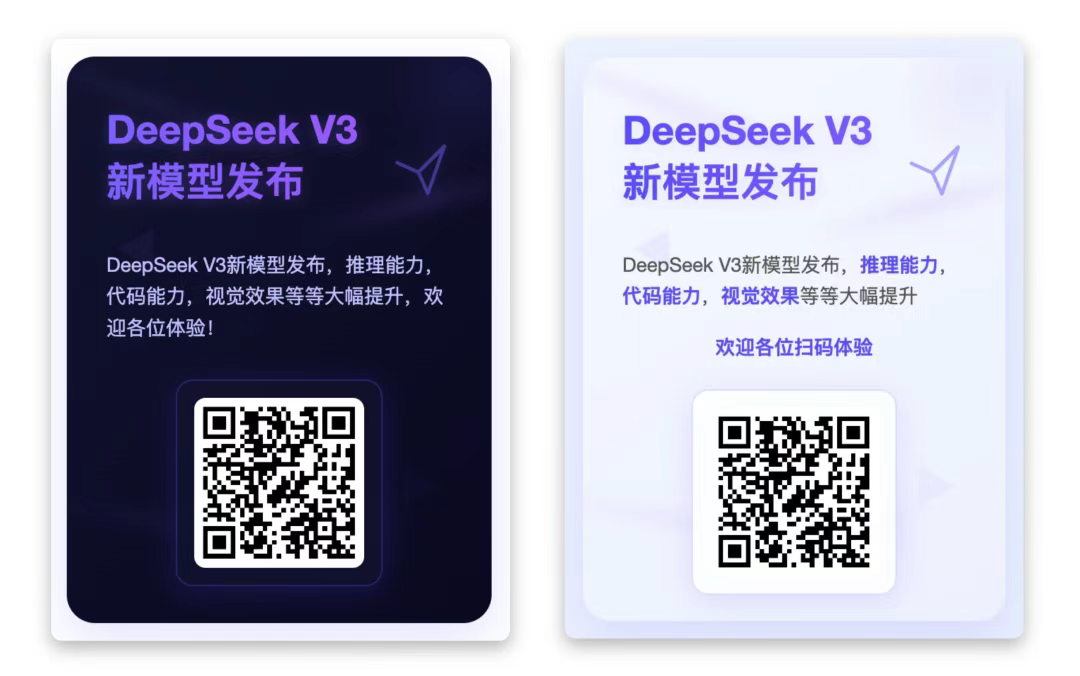 DeepSeek V3
新模型发布
DeepSeek V3新模型发布，推理能力，
代码能力，视觉效果等等大幅提升，欢
迎各位体验！
DeepSeek V3
新模型发布
DeepSeek V3新模型发布，推理能力，
代码能力，视觉效果等等大幅提升
欢迎各位扫码体验